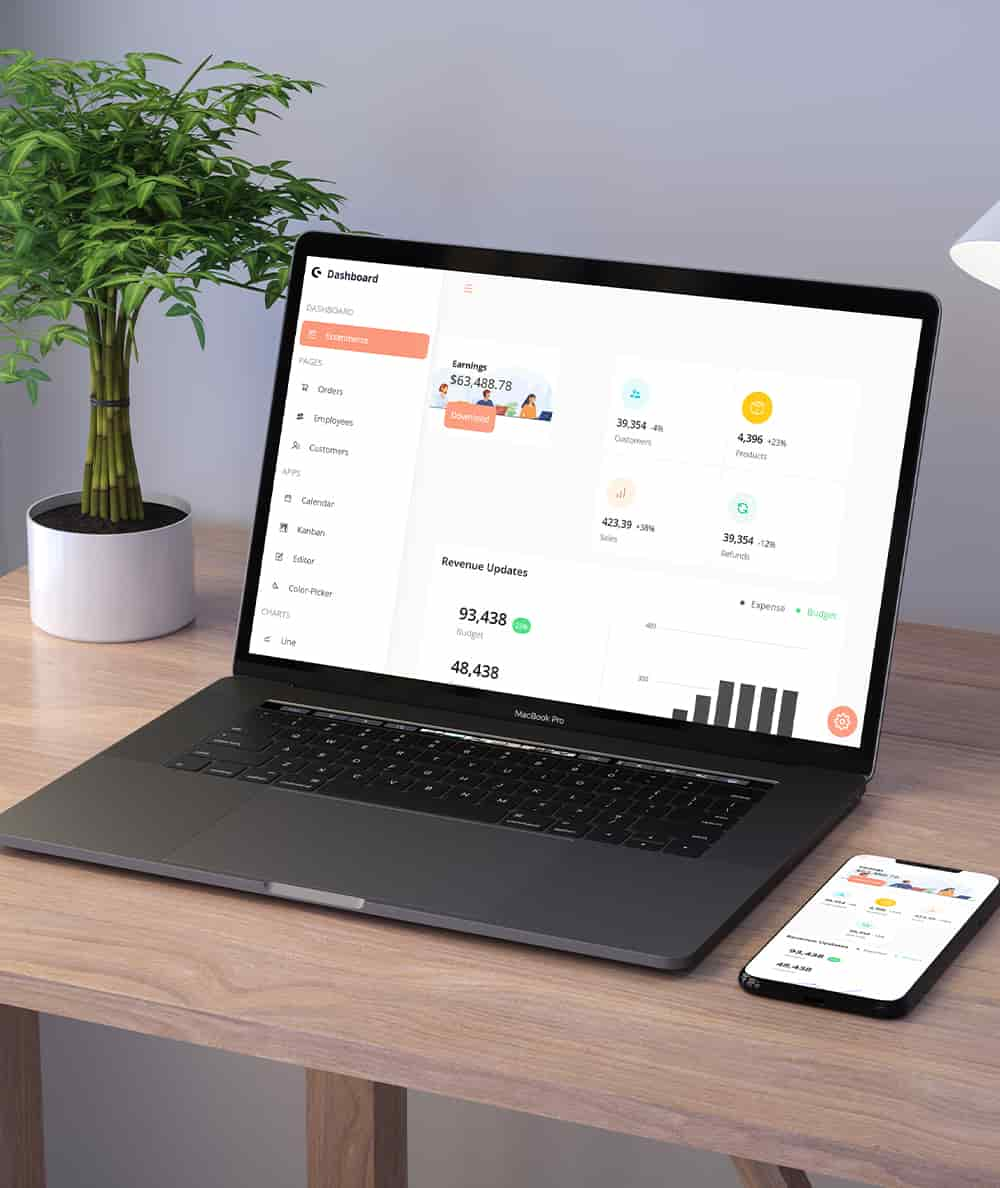 Dashboard
DASHBOARD
Ecommerce
PAGES
Orders
Employees
Customers
APPS
Calendar
Kanban
Editor
Color-Picker
CHARTS
Line
Earnings
$63,488.78
Download
39,354 -4%
Customers
4,396 +23%
Products
423,39 +38%
Sales
39,354 -12%
Refunds
Revenue Updates
Expense
Budget
93,438 23%
Budget
48,438
400
300
MacBook Pro
Revenue Updates
93,438
48,438